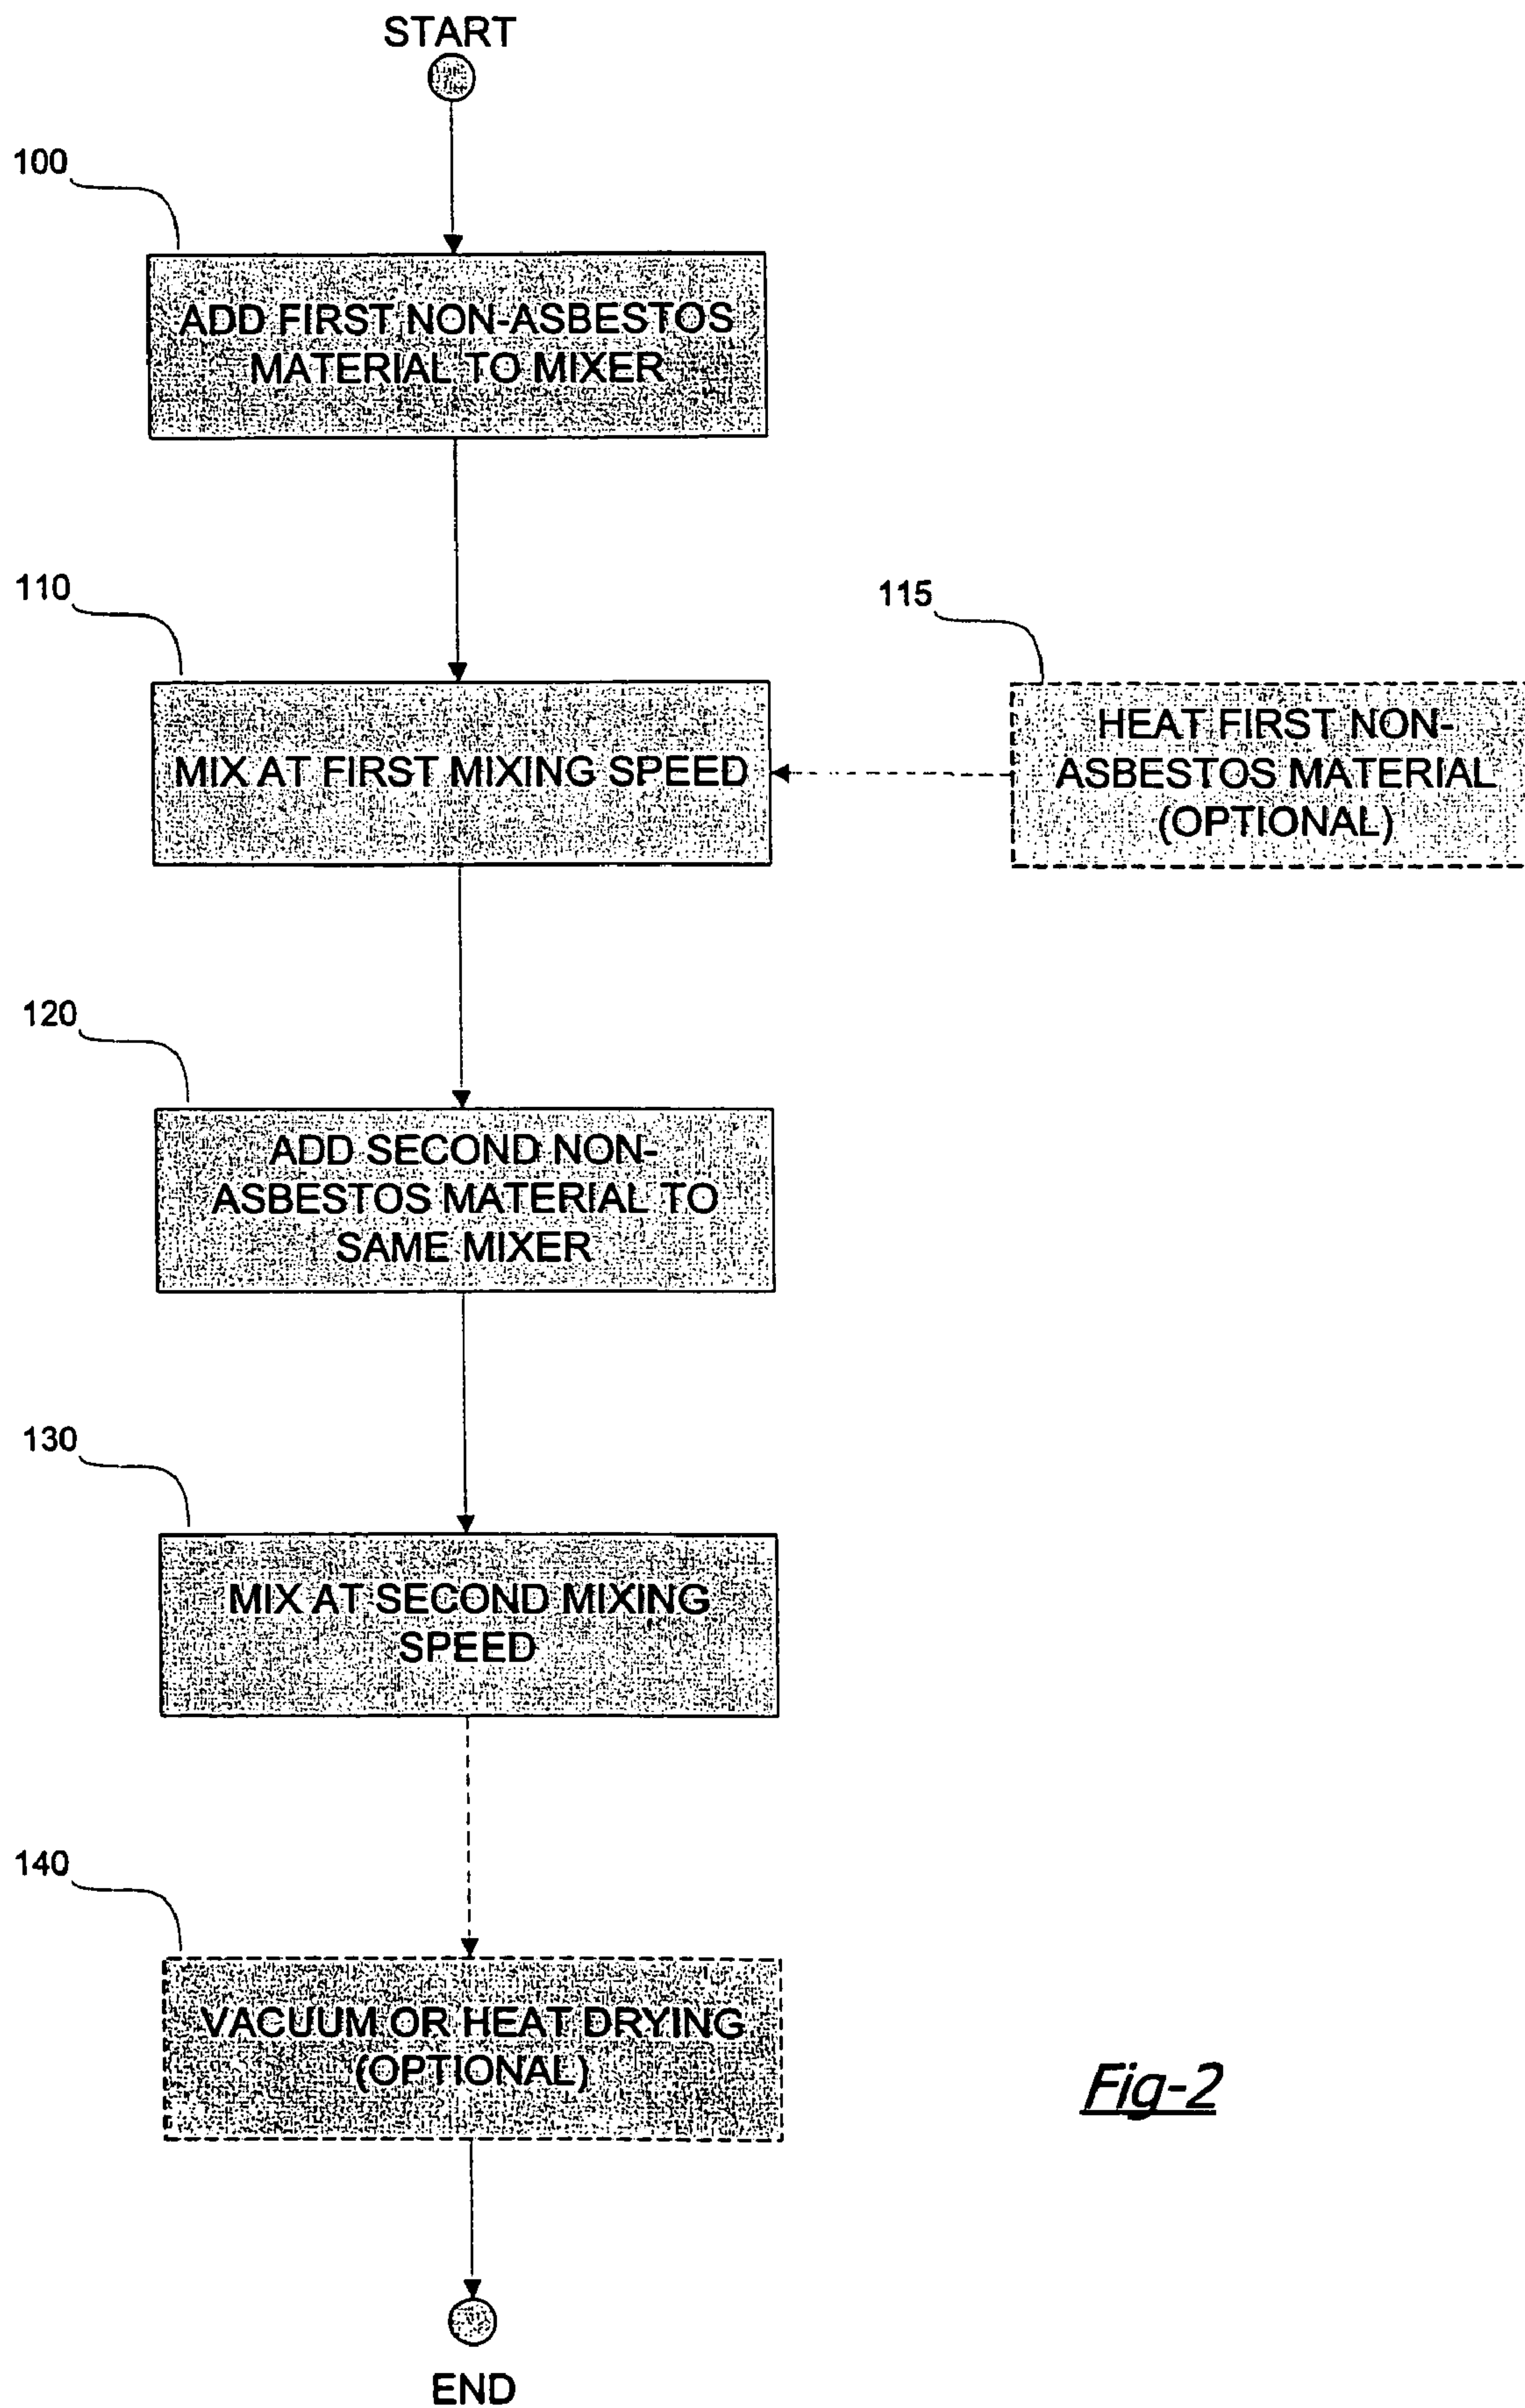 START
100
ADD FIRST NON-ASBESTOS
MATERIAL TO MIXER
110
MIX AT FIRST MIXING SPEED
115
HEAT FIRST NON-
ASBESTOS MATERIAL
(OPTIONAL)
120
ADD SECOND NON-
ASBESTOS MATERIAL TO
SAME MIXER
130
MIX AT SECOND MIXING
SPEED
140
VACUUM OR HEAT DRYING
(OPTIONAL)
Fig-2
END